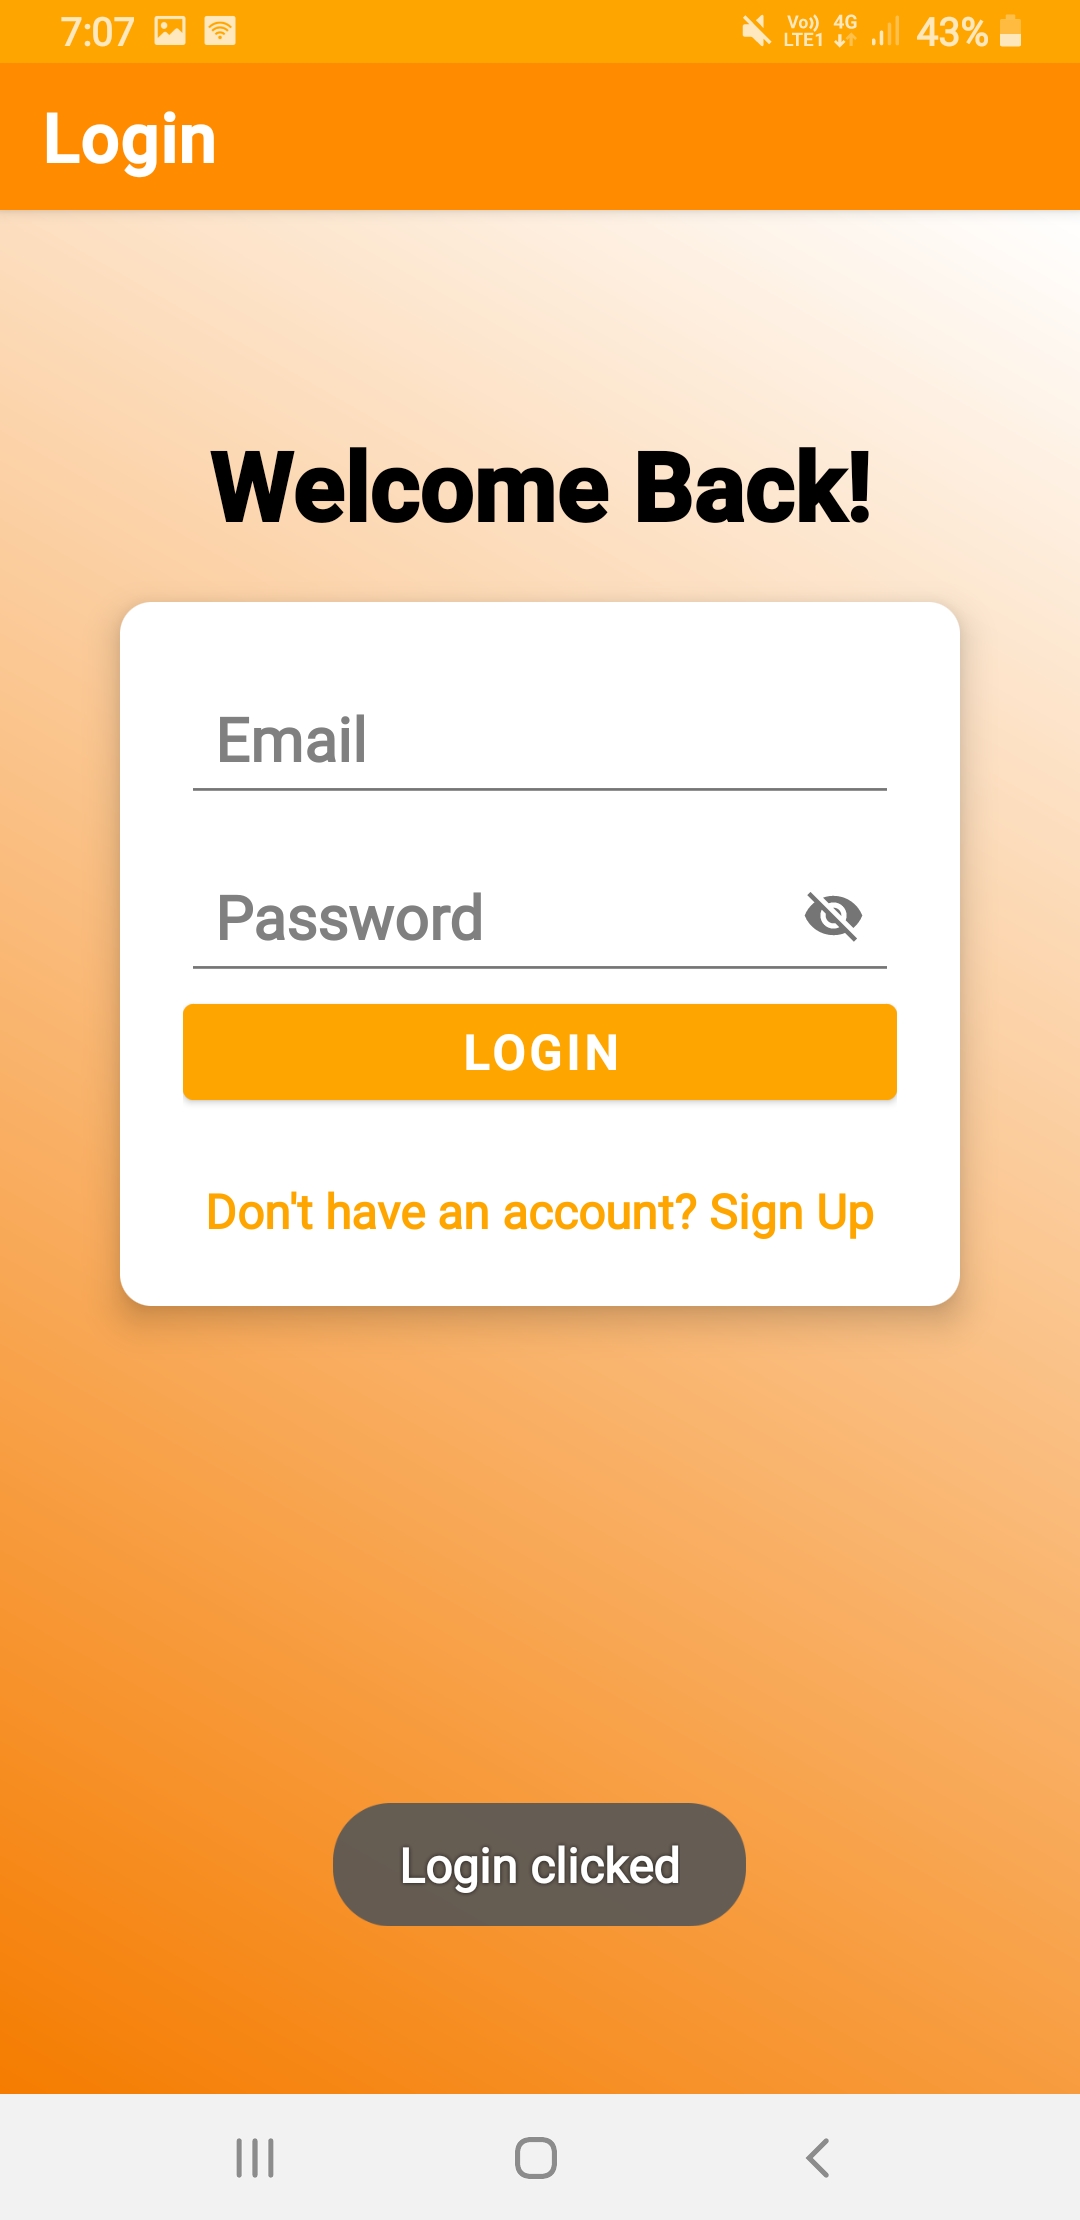 7:07 Vo)) LTE1 4G 43%
Login
Welcome Back!
Email
Password
LOGIN
Don't have an account? Sign Up
Login clicked